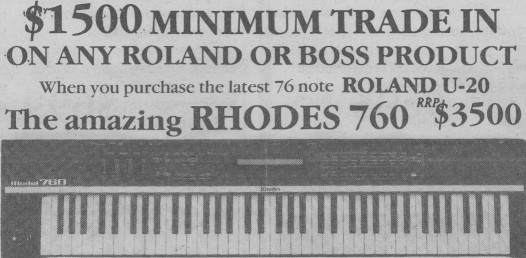 $1500 MINIMUM TRADE IN
ON ANY ROLAND OR BOSS PRODUCT
When you purchase the latest 76 note ROLAND U-20
The amazing RHODES 760 RRP $3500
Model 760
Rhodes